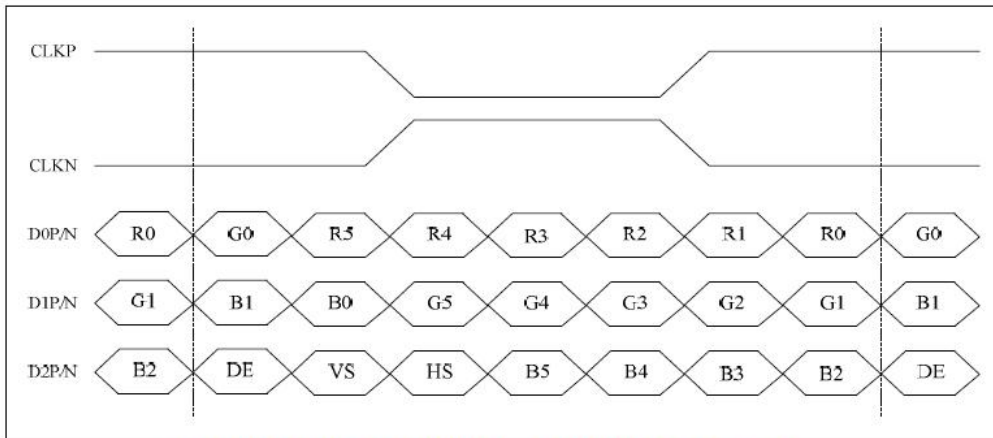 CLKP
CLKN
D0P/N R0 G0 R5 R4 R3 R2 R1 R0 G0
D1P/N G1 B1 B0 G5 G4 G3 G2 G1 B1
D2P/N B2 DE VS HS B5 B4 B3 B2 DE